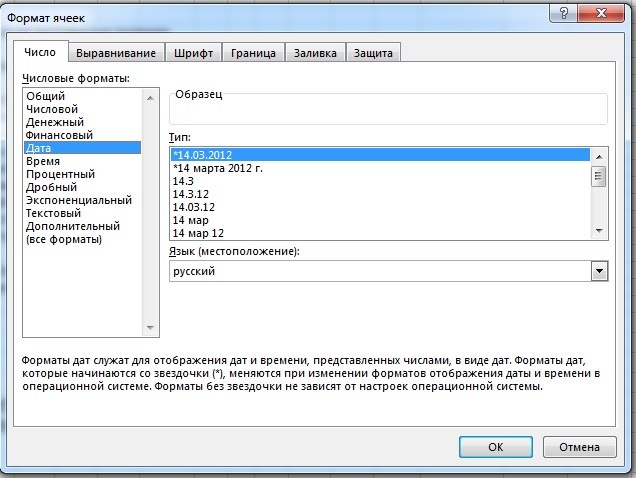 Формат ячеек
Число
Выравнивание
Шрифт
Граница
Заливка
Защита
Числовые форматы:
Общий
Числовой
Денежный
Финансовый
Дата
Время
Процентный
Дробный
Экспоненциальный
Текстовый
Дополнительный
(все форматы)
Образец
Тип:
*14.03.2012
*14 марта 2012 г.
14.3
14.3.12
14.03.12
14 мар
14 мар 12
Язык (местоположение):
русский
Форматы дат служат для отображения дат и времени, представленных числами, в виде дат. Форматы дат,
которые начинаются со звездочки (*), меняются при изменении форматов отображения даты и времени в
операционной системе. Форматы без звездочки не зависят от настроек операционной системы.
ОК
Отмена